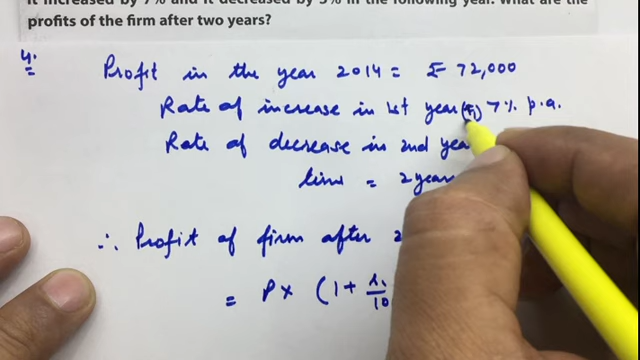 it increased by 7% and it decreased by 5% in the following year. What are the
profits of the firm after two years?
4.
Profit in the year 2014 = ₹ 72,000
Rate of increase in 1st year (r₁) 7% p.a.
Rate of decrease in 2nd yea
time = 2 year
∴ Profit of firm after 2
= P × (1 + r₁/10